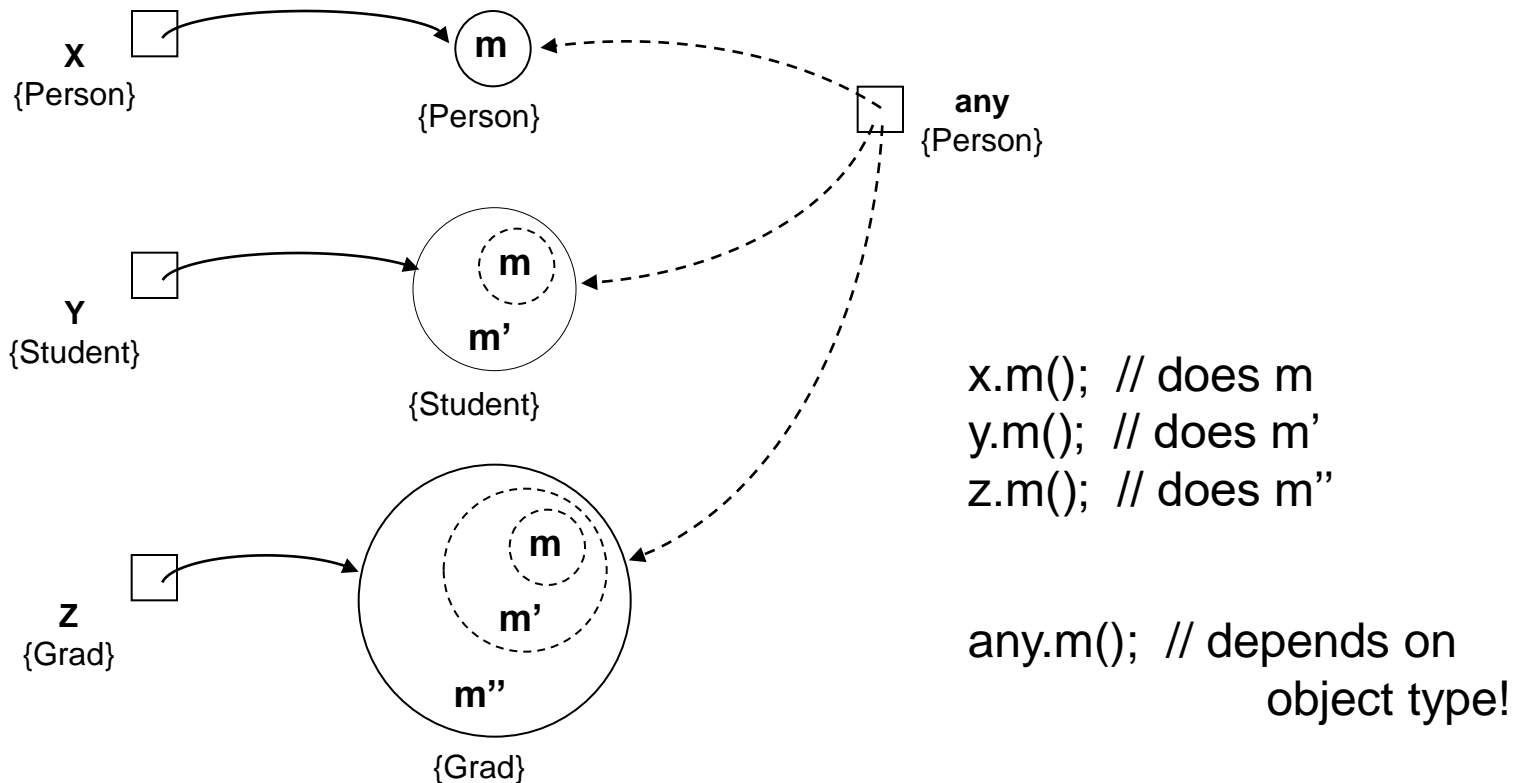 X
{Person}
m
{Person}
any
{Person}
Y
{Student}
m
m’
{Student}
x.m();  // does m
y.m();  // does m’
z.m();  // does m’’
Z
{Grad}
m
m’
m’’
{Grad}
any.m();  // depends on
object type!